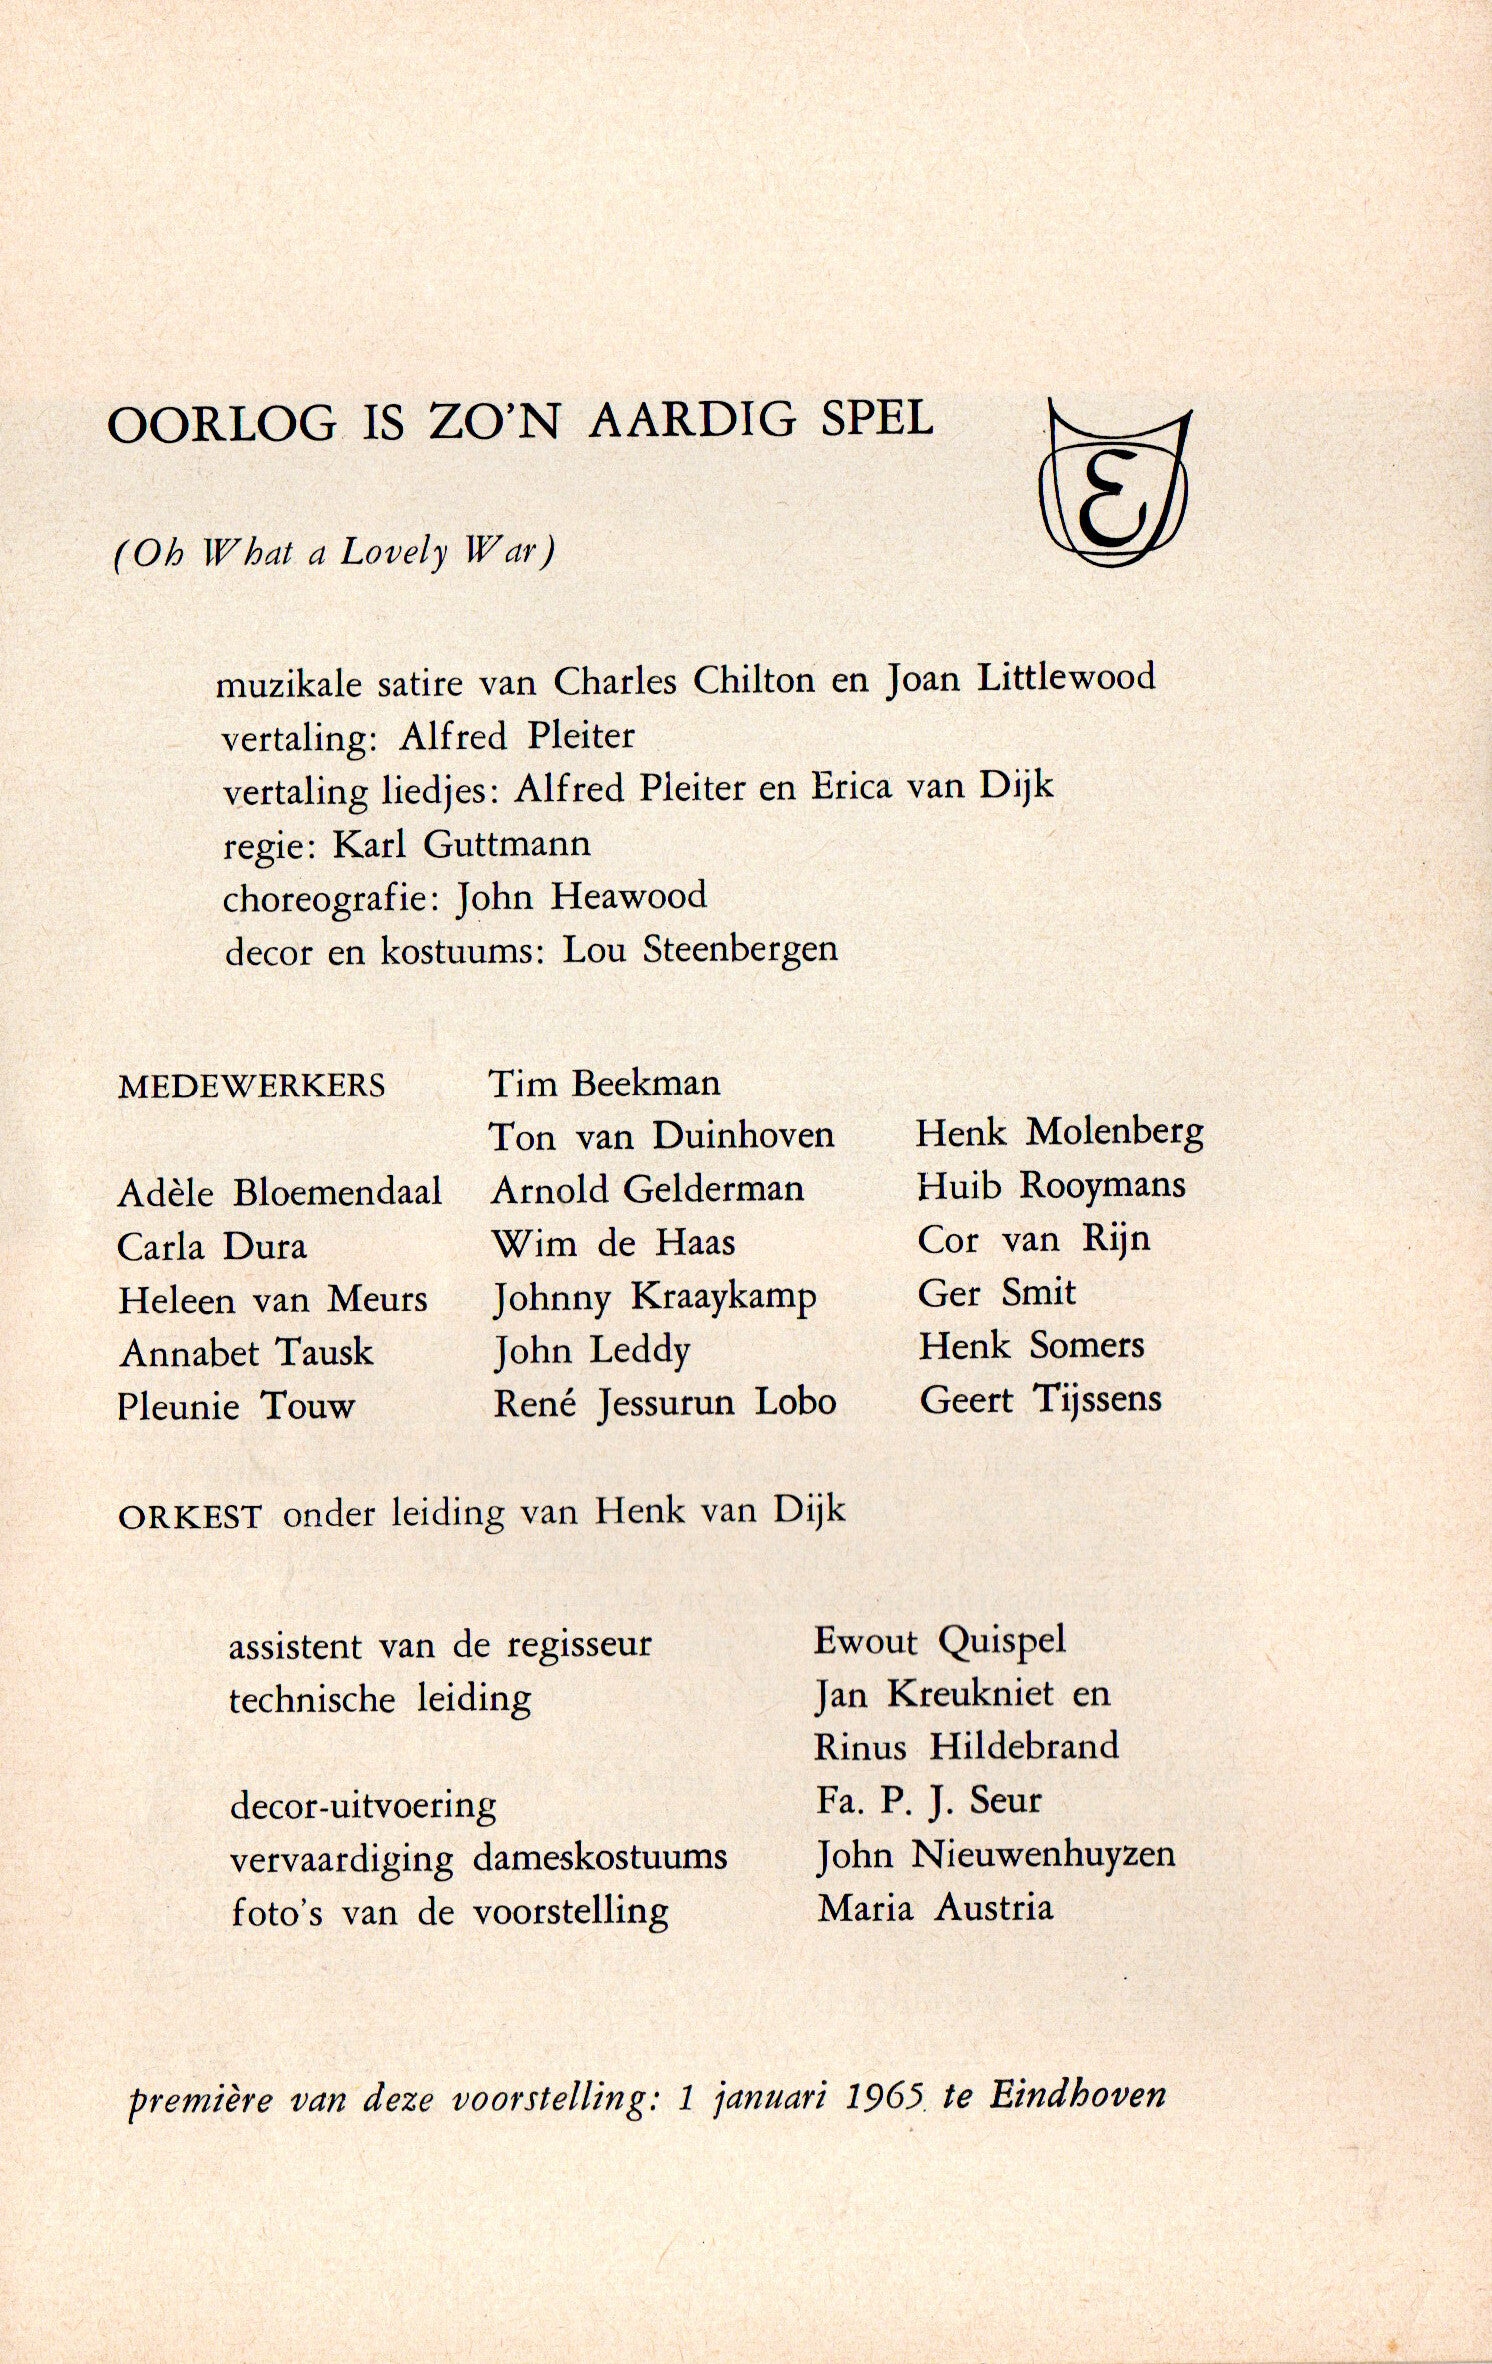 OORLOG IS ZO'N AARDIG SPEL
E
(Oh What a Lovely War)
muzikale satire van Charles Chilton en Joan Littlewood
vertaling: Alfred Pleiter
vertaling liedjes: Alfred Pleiter en Erica van Dijk
regie: Karl Guttmann
choreografie: John Heawood
decor en kostuums: Lou Steenbergen
MEDEWERKERS
Adèle Bloemendaal
Carla Dura
Heleen van Meurs
Annabet Tausk
Pleunie Touw
Tim Beekman
Ton van Duinhoven
Arnold Gelderman
Wim de Haas
Johnny Kraaykamp
John Leddy
René Jessurun Lobo
Henk Molenberg
Huib Rooymans
Cor van Rijn
Ger Smit
Henk Somers
Geert Tijssens
ORKEST onder leiding van Henk van Dijk
assistent van de regisseur Ewout Quispel
technische leiding Jan Kreukniet en
Rinus Hildebrand
decor-uitvoering Fa. P. J. Seur
vervaardiging dameskostuums John Nieuwenhuyzen
foto's van de voorstelling Maria Austria
première van deze voorstelling: 1 januari 1965 te Eindhoven